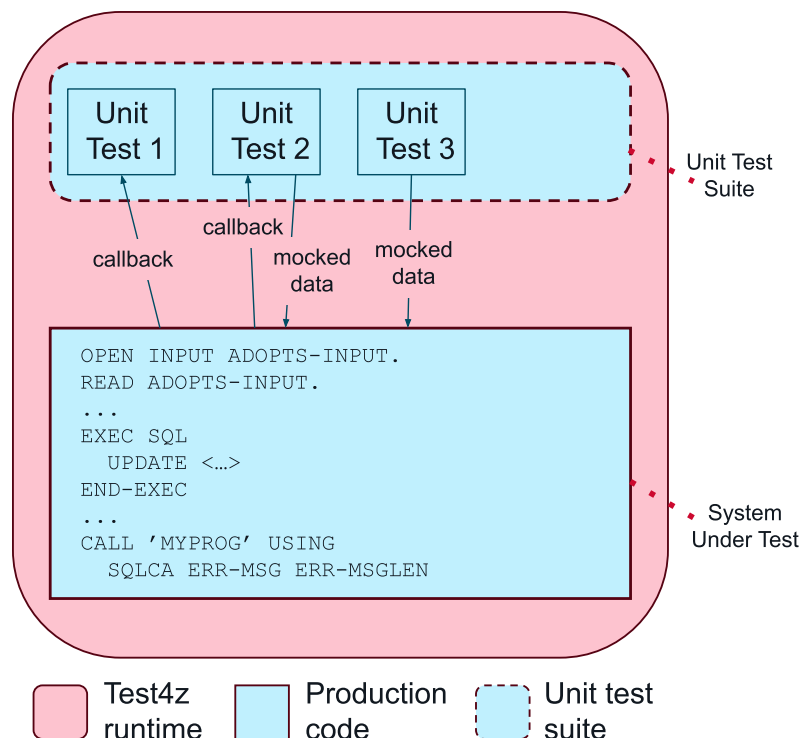 Unit
Test 1
Unit
Test 2
Unit
Test 3
Unit Test
Suite
callback
callback
mocked
data
mocked
data
OPEN INPUT ADOPTS-INPUT.
READ ADOPTS-INPUT.
...
EXEC SQL
UPDATE <…>
END-EXEC
...
CALL ’MYPROG’ USING
SQLCA ERR-MSG ERR-MSGLEN
System
Under Test
Test4z
runtime
Production
code
Unit test
suite